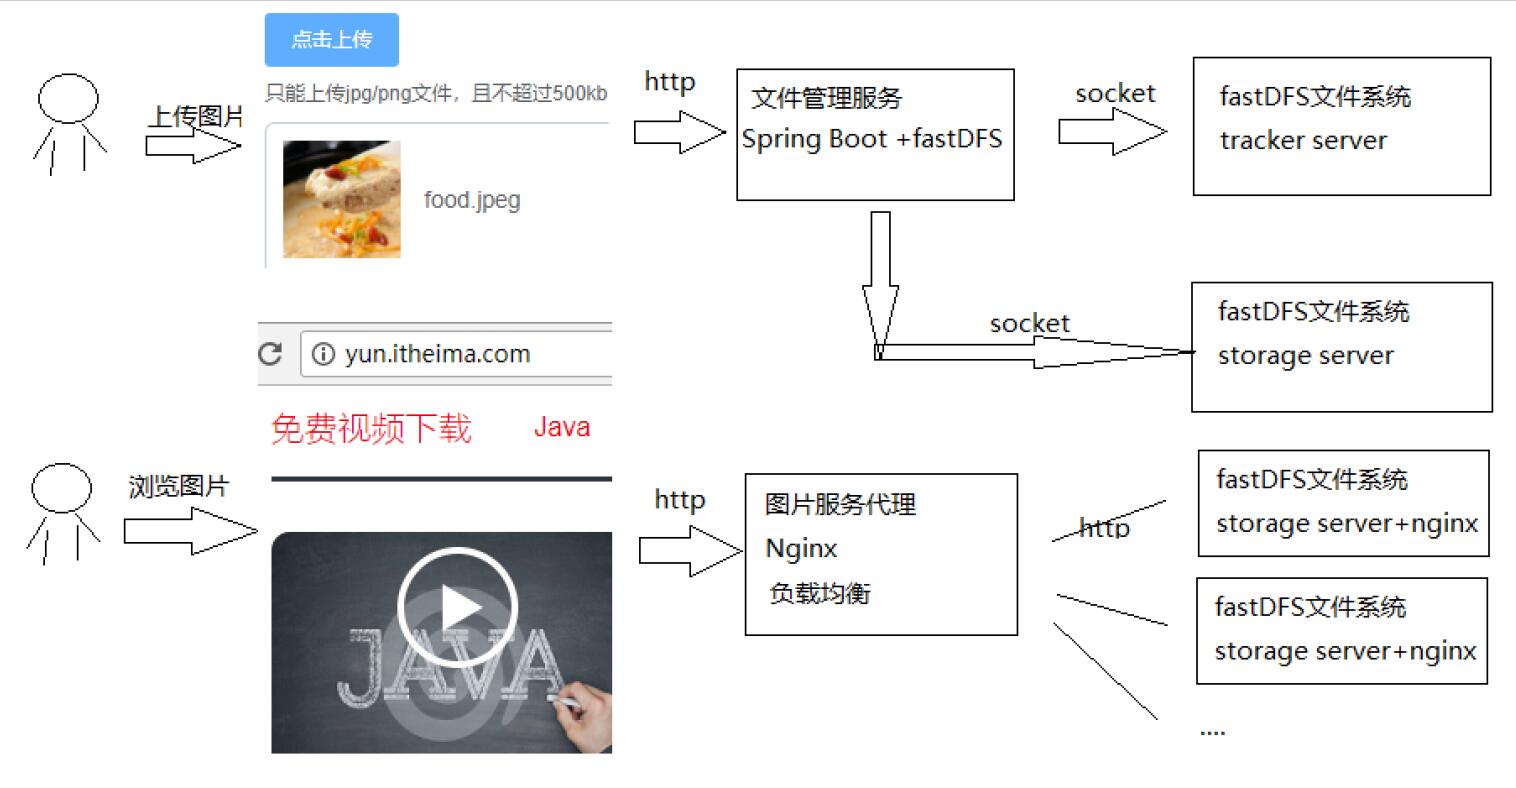 点击上传
只能上传jpg/png文件，且不超过500kb
上传图片
food.jpeg
http
文件管理服务
Spring Boot +fastDFS
socket
fastDFS文件系统
tracker server
socket
fastDFS文件系统
storage server
yun.itheima.com
免费视频下载 Java
浏览图片
JAVA
http
图片服务代理
Nginx
负载均衡
http
fastDFS文件系统
storage server+nginx
fastDFS文件系统
storage server+nginx
....